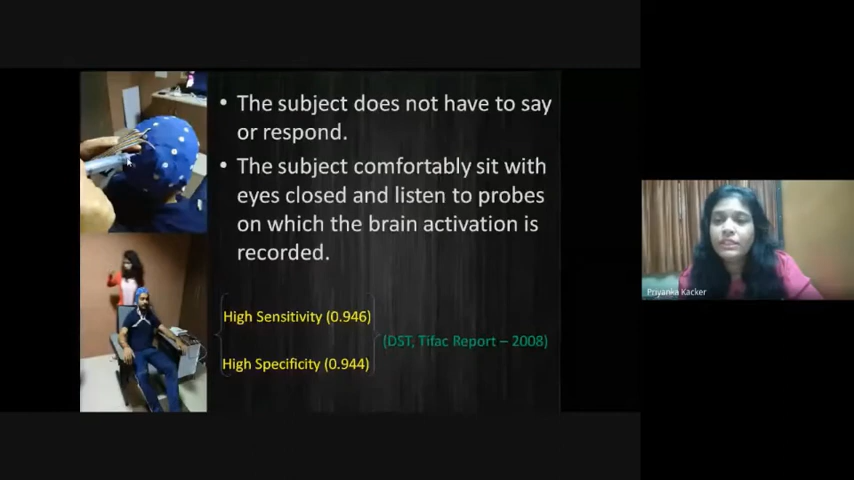 • The subject does not have to say
or respond.
• The subject comfortably sit with
eyes closed and listen to probes
on which the brain activation is
recorded.
High Sensitivity (0.946)
(DST, Tifac Report – 2008)
High Specificity (0.944)
Priyanka Kacker